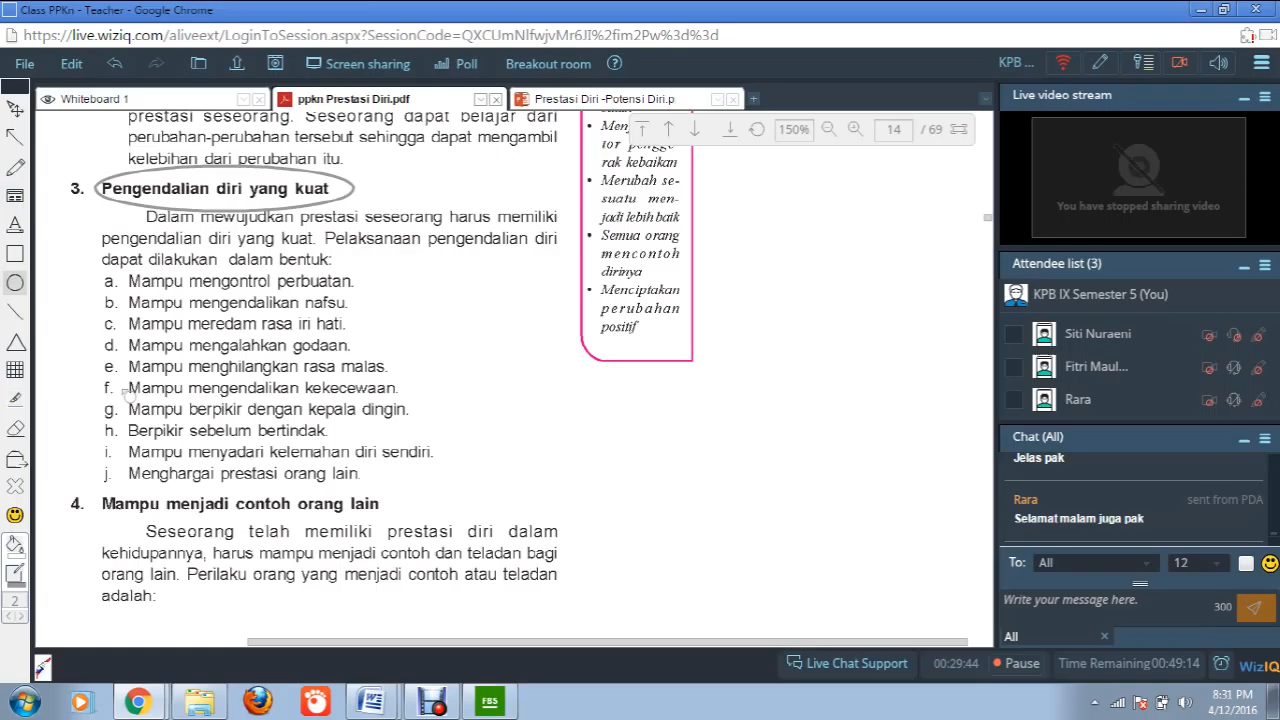 Class PPKn - Teacher - Google Chrome
https://live.wiziq.com/aliveext/LoginToSession.aspx?SessionCode=QXCUmNlfwjvMr6JI%2fim2Pw%3d%3d
File Edit Screen sharing Poll Breakout room KPB ...
Whiteboard 1 ppkn Prestasi Diri.pdf Prestasi Diri -Potensi Diri.p
150% 14 / 69
prestasi seseorang. Seseorang dapat belajar dari
perubahan-perubahan tersebut sehingga dapat mengambil
kelebihan dari perubahan itu.
3. Pengendalian diri yang kuat
Dalam mewujudkan prestasi seseorang harus memiliki
pengendalian diri yang kuat. Pelaksanaan pengendalian diri
dapat dilakukan dalam bentuk:
a. Mampu mengontrol perbuatan.
b. Mampu mengendalikan nafsu.
c. Mampu meredam rasa iri hati.
d. Mampu mengalahkan godaan.
e. Mampu menghilangkan rasa malas.
f. Mampu mengendalikan kekecewaan.
g. Mampu berpikir dengan kepala dingin.
h. Berpikir sebelum bertindak.
i. Mampu menyadari kelemahan diri sendiri.
j. Menghargai prestasi orang lain.
4. Mampu menjadi contoh orang lain
Seseorang telah memiliki prestasi diri dalam
kehidupannya, harus mampu menjadi contoh dan teladan bagi
orang lain. Perilaku orang yang menjadi contoh atau teladan
adalah:
rak kebaikan
• Merubah se-
suatu men-
jadi lebih baik
• Semua orang
mencontoh
dirinya
• Menciptakan
perubahan
positif
Live video stream
You have stopped sharing video
Attendee list (3)
KPB IX Semester 5 (You)
Siti Nuraeni
Fitri Maul...
Rara
Chat (All)
Jelas pak
Rara sent from PDA
Selamat malam juga pak
To: All 12
Write your message here. 300
All
Live Chat Support 00:29:44 Pause Time Remaining 00:49:14 WizIQ
2
FBS
8:31 PM
4/12/2016